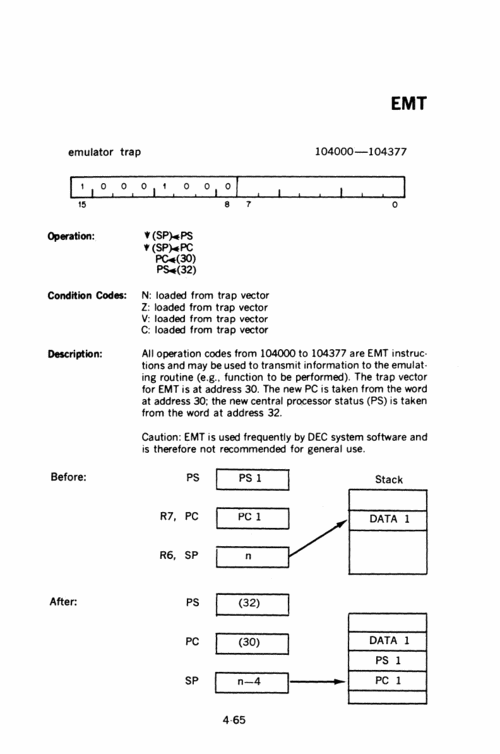 EMT
emulator trap 104000—104377
1 0 0 0 1 0 0 0
15 8 7 0
Operation: ▼(SP)◄PS
▼(SP)◄PC
PC◄(30)
PS◄(32)
Condition Codes: N: loaded from trap vector
Z: loaded from trap vector
V: loaded from trap vector
C: loaded from trap vector
Description: All operation codes from 104000 to 104377 are EMT instruc-
tions and may be used to transmit information to the emulat-
ing routine (e.g., function to be performed). The trap vector
for EMT is at address 30. The new PC is taken from the word
at address 30; the new central processor status (PS) is taken
from the word at address 32.
Caution: EMT is used frequently by DEC system software and
is therefore not recommended for general use.
Before: PS PS 1 Stack
R7, PC PC 1 DATA 1
R6, SP n
After: PS (32)
PC (30) DATA 1
PS 1
SP n—4 PC 1
4-65